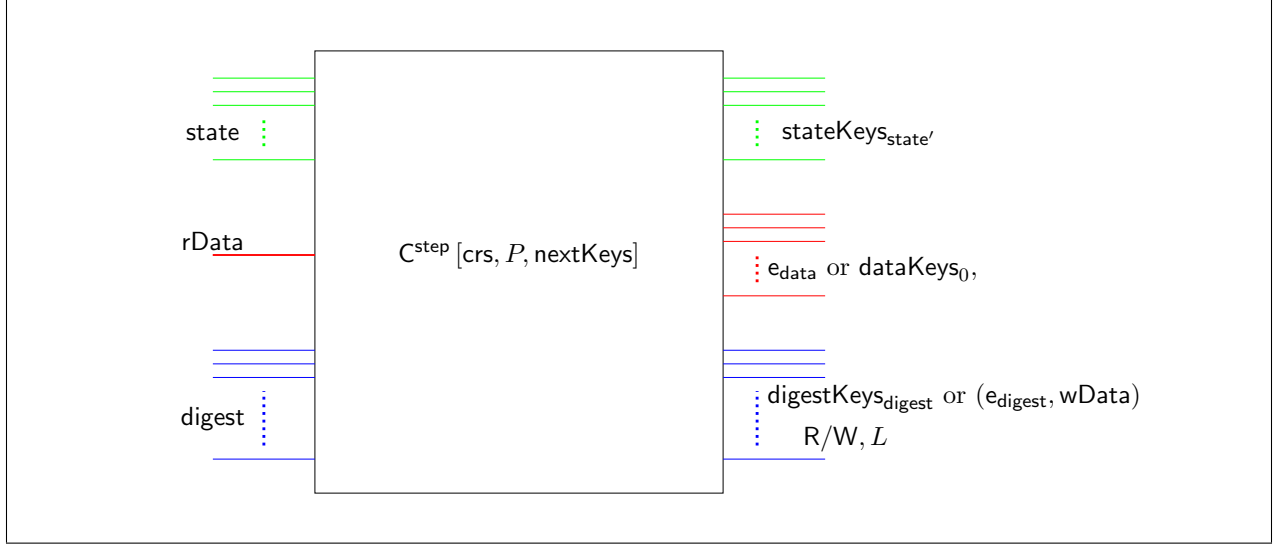 state
rData
digest
C^step [crs, P, nextKeys]
stateKeys_state′
e_data or dataKeys_0,
digestKeys_digest or (e_digest, wData)
R/W, L